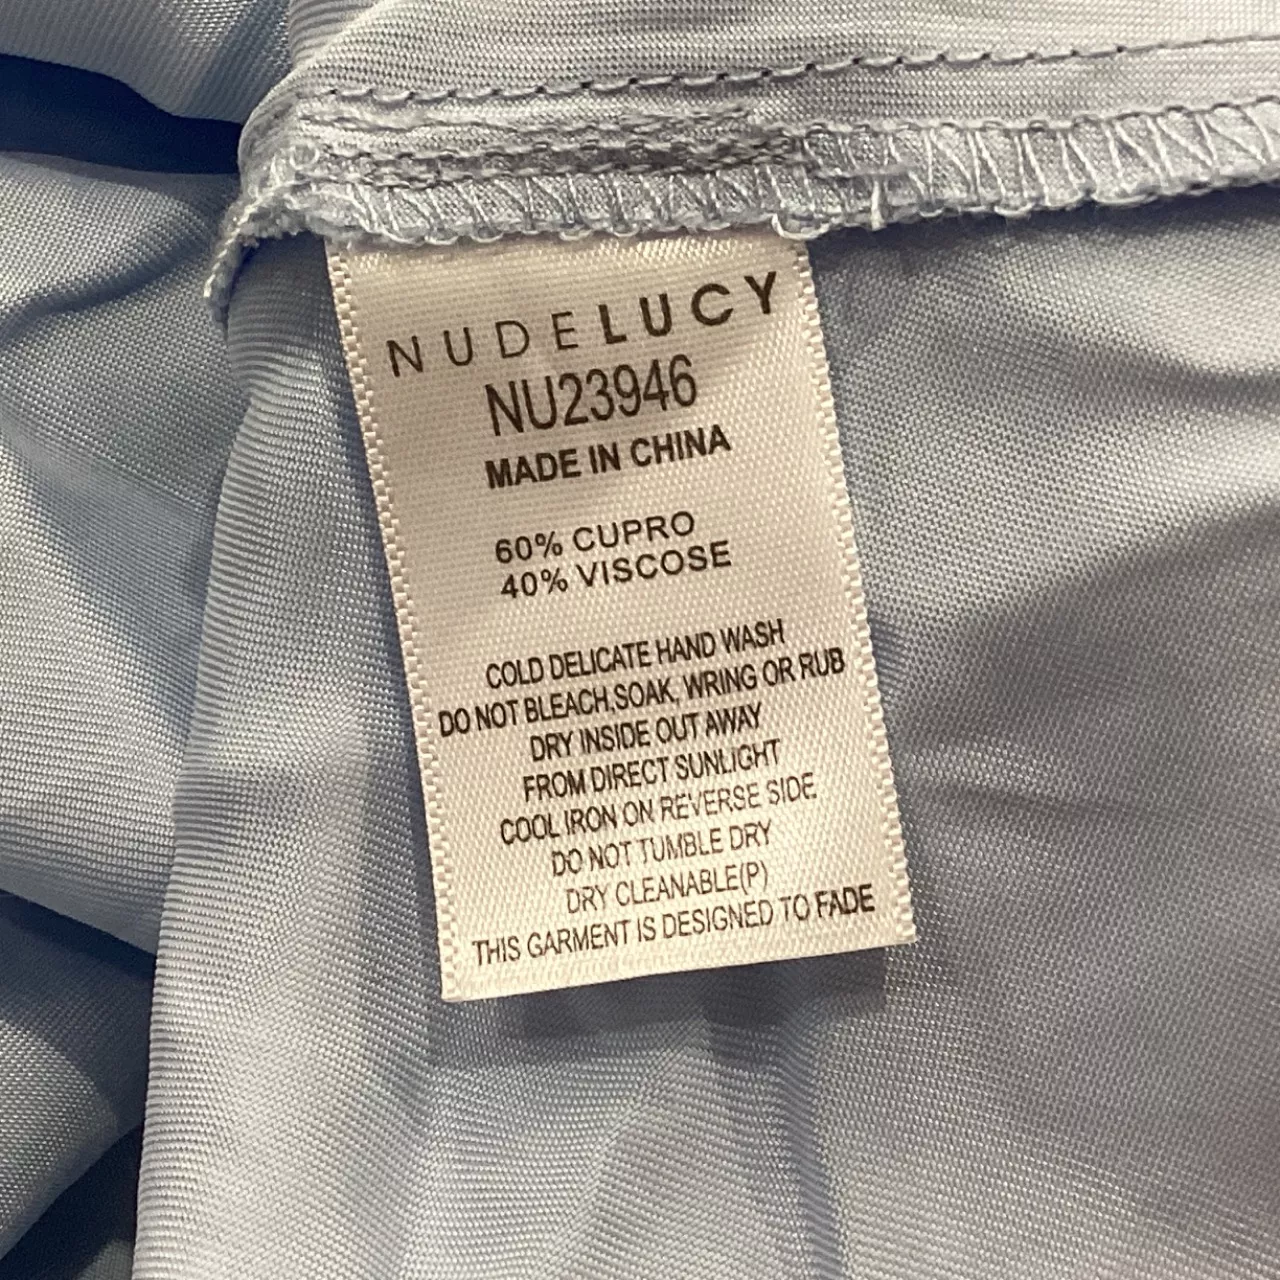 NUDELUCY
NU23946
MADE IN CHINA
60% CUPRO
40% VISCOSE
COLD DELICATE HAND WASH
DO NOT BLEACH,SOAK, WRING OR RUB
DRY INSIDE OUT AWAY
FROM DIRECT SUNLIGHT
COOL IRON ON REVERSE SIDE
DO NOT TUMBLE DRY
DRY CLEANABLE(P)
THIS GARMENT IS DESIGNED TO FADE